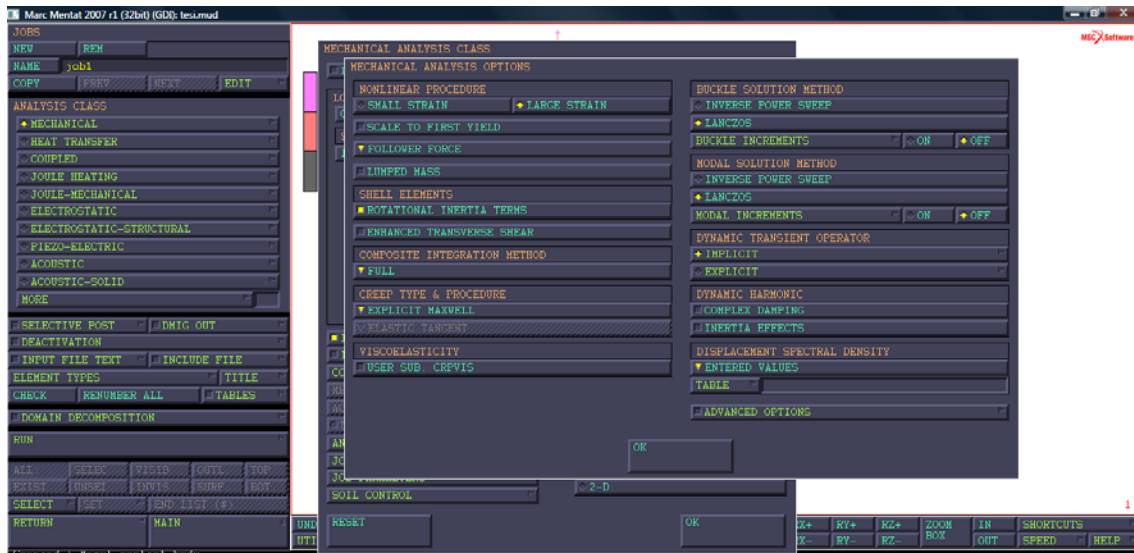 Marc Mentat 2007 r1 (32bit) (GDI): tesi.mud
JOBS
NEW REM
NAME job1
COPY PREV NEXT EDIT
ANALYSIS CLASS
MECHANICAL
HEAT TRANSFER
COUPLED
JOULE HEATING
JOULE-MECHANICAL
ELECTROSTATIC
ELECTROSTATIC-STRUCTURAL
PIEZO-ELECTRIC
ACOUSTIC
ACOUSTIC-SOLID
MORE
SELECTIVE POST DMIG OUT
DEACTIVATION
INPUT FILE TEXT INCLUDE FILE
ELEMENT TYPES TITLE
CHECK RENUMBER ALL TABLES
DOMAIN DECOMPOSITION
RUN
ALL SELEC VISIB OUTL TOP
EXIST UNSEL INVIS SURF BOT
SELECT SET END LIST (#)
RETURN MAIN
MECHANICAL ANALYSIS CLASS
MECHANICAL ANALYSIS OPTIONS
NONLINEAR PROCEDURE
SMALL STRAIN LARGE STRAIN
SCALE TO FIRST YIELD
FOLLOWER FORCE
LUMPED MASS
SHELL ELEMENTS
ROTATIONAL INERTIA TERMS
ENHANCED TRANSVERSE SHEAR
COMPOSITE INTEGRATION METHOD
FULL
CREEP TYPE & PROCEDURE
EXPLICIT MAXWELL
ELASTIC TANGENT
VISCOELASTICITY
USER SUB. CRPVIS
BUCKLE SOLUTION METHOD
INVERSE POWER SWEEP
LANCZOS
BUCKLE INCREMENTS ON OFF
MODAL SOLUTION METHOD
INVERSE POWER SWEEP
LANCZOS
MODAL INCREMENTS ON OFF
DYNAMIC TRANSIENT OPERATOR
IMPLICIT
EXPLICIT
DYNAMIC HARMONIC
COMPLEX DAMPING
INERTIA EFFECTS
DISPLACEMENT SPECTRAL DENSITY
ENTERED VALUES
TABLE
ADVANCED OPTIONS
OK
2-D
SOIL CONTROL
RESET OK
MSC Software
1
UND
UTI
RX+ RY+ RZ+ ZOOM BOX IN SHORTCUTS
RX- RY- RZ- OUT SPEED HELP